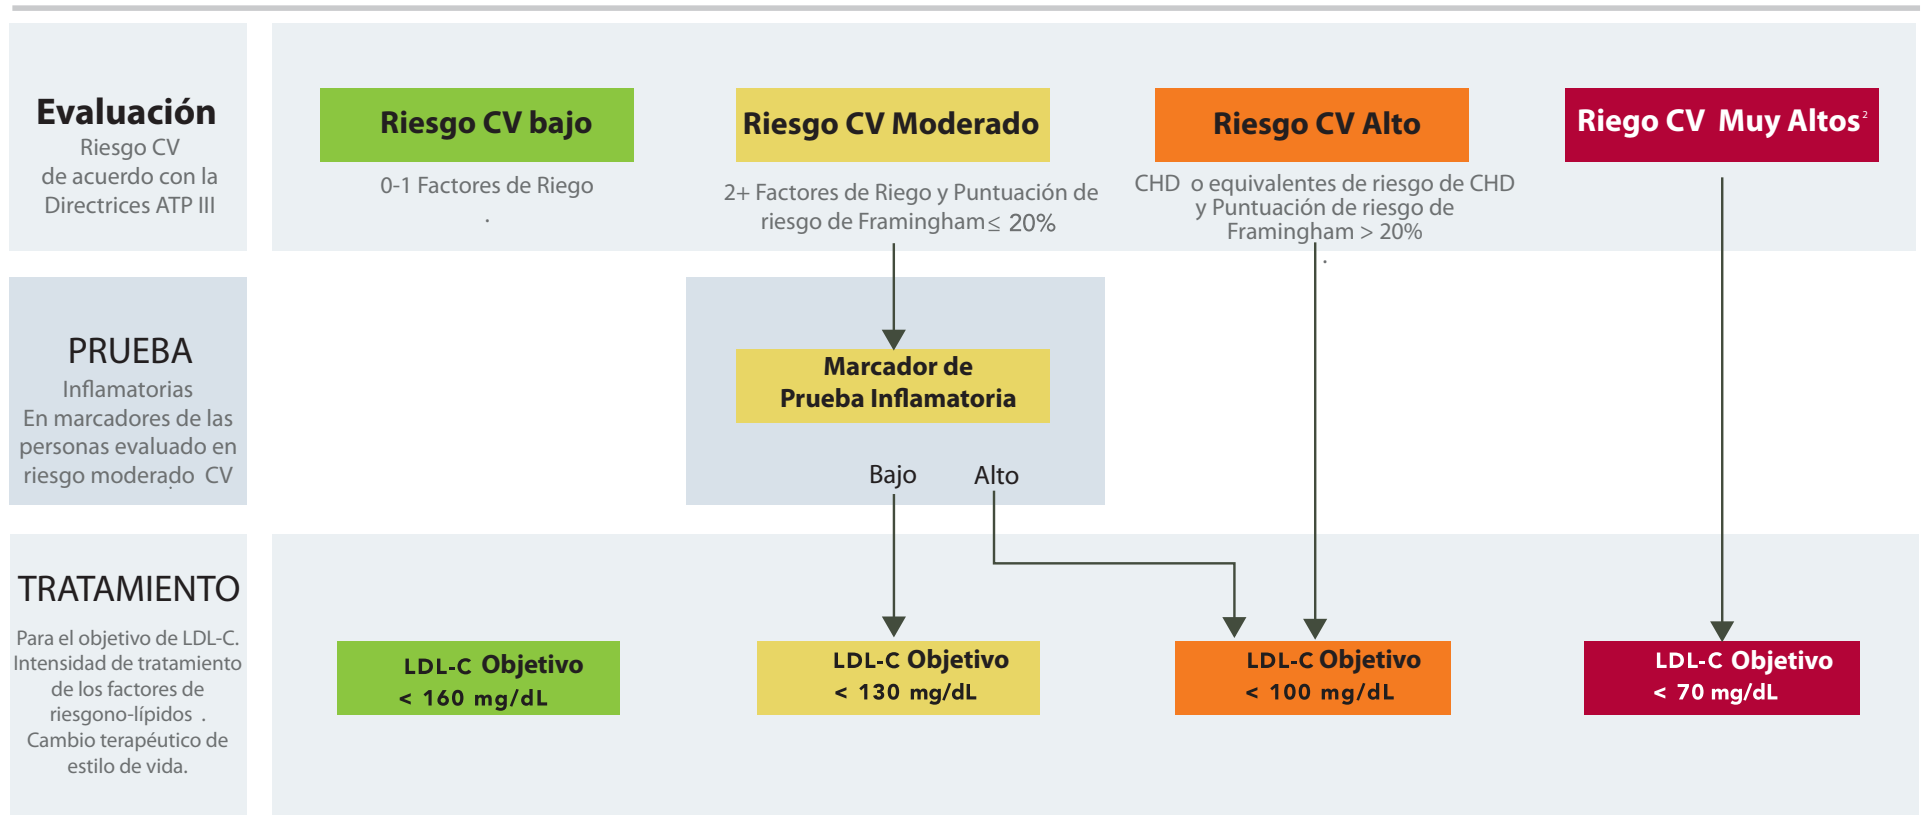 Evaluación
Riesgo CV
de acuerdo con la
Directrices ATP III
Riesgo CV bajo
0-1 Factores de Riego
.
Riesgo CV Moderado
2+ Factores de Riego y Puntuación de
riesgo de Framingham ≤ 20%
Riesgo CV Alto
CHD o equivalentes de riesgo de CHD
y Puntuación de riesgo de
Framingham > 20%
.
Riego CV Muy Altos²
PRUEBA
Inflamatorias
En marcadores de las
personas evaluado en
riesgo moderado CV
.
Marcador de
Prueba Inflamatoria
Bajo Alto
TRATAMIENTO
Para el objetivo de LDL-C.
Intensidad de tratamiento
de los factores de
riesgono-lípidos .
Cambio terapéutico de
estilo de vida.
LDL-C Objetivo
< 160 mg/dL
LDL-C Objetivo
< 130 mg/dL
LDL-C Objetivo
< 100 mg/dL
LDL-C Objetivo
< 70 mg/dL